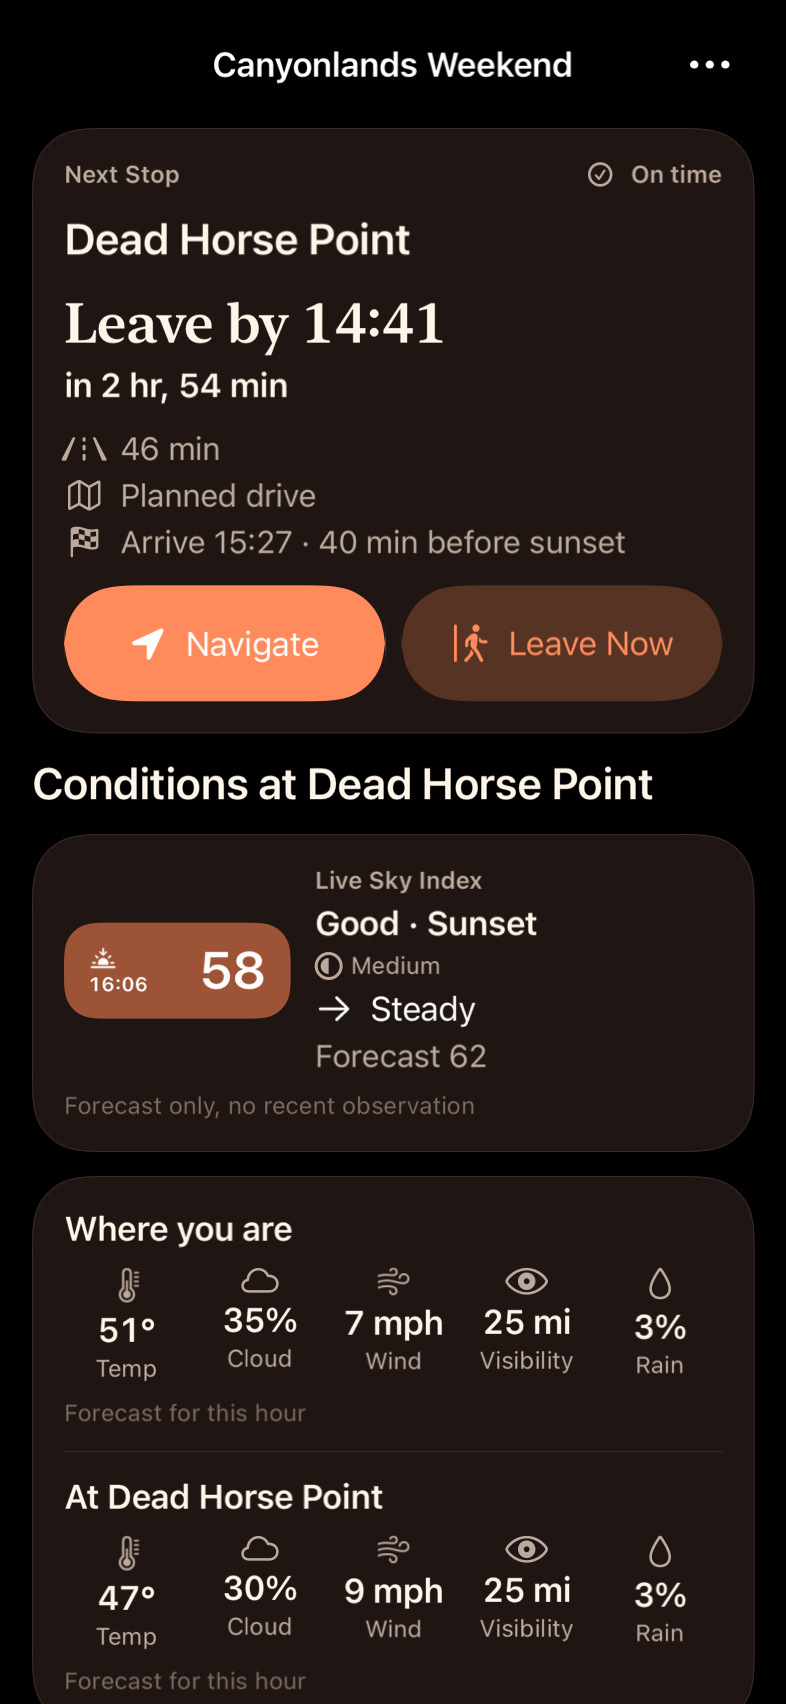 Canyonlands Weekend
Next Stop
On time
Dead Horse Point
Leave by 14:41
in 2 hr, 54 min
46 min
Planned drive
Arrive 15:27 · 40 min before sunset
Navigate
Leave Now
Conditions at Dead Horse Point
Live Sky Index
Good · Sunset
Medium
Steady
Forecast 62
16:06
58
Forecast only, no recent observation
Where you are
51° 35% 7 mph 25 mi 3%
Temp Cloud Wind Visibility Rain
Forecast for this hour
At Dead Horse Point
47° 30% 9 mph 25 mi 3%
Temp Cloud Wind Visibility Rain
Forecast for this hour